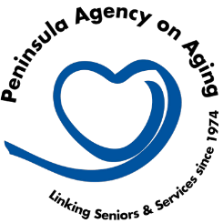 Peninsula Agency on Aging
Linking Seniors & Services since 1974